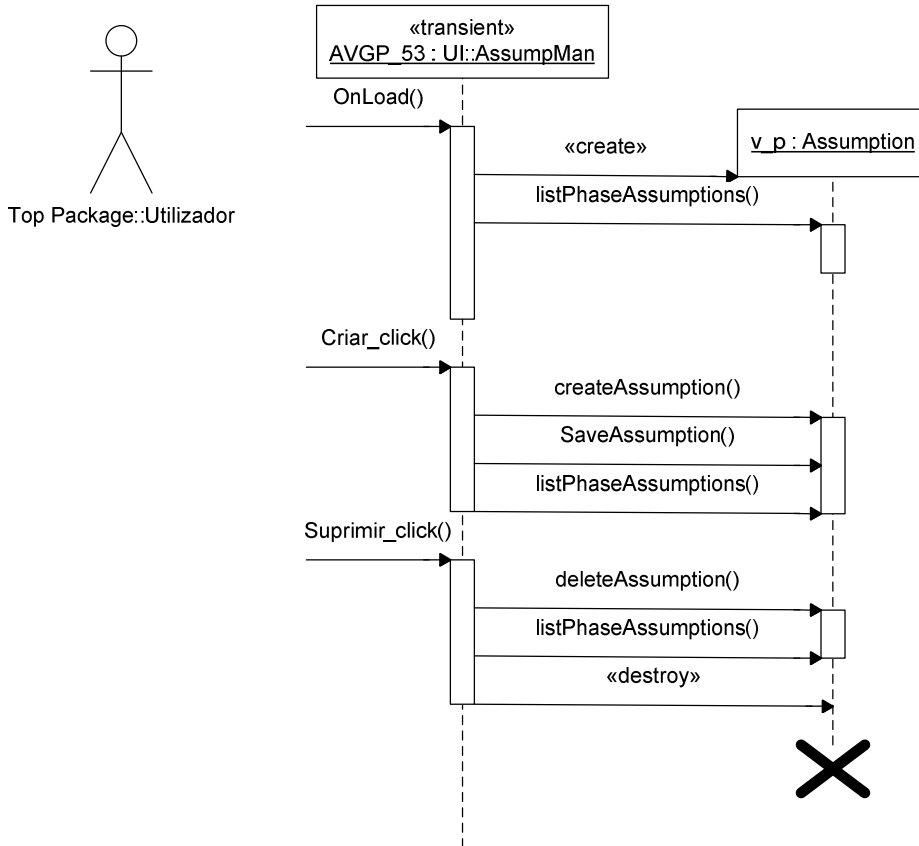 «transient»
AVGP_53 : UI::AssumpMan
OnLoad()
v_p : Assumption
«create»
listPhaseAssumptions()
Top Package::Utilizador
Criar_click()
createAssumption()
SaveAssumption()
listPhaseAssumptions()
Suprimir_click()
deleteAssumption()
listPhaseAssumptions()
«destroy»